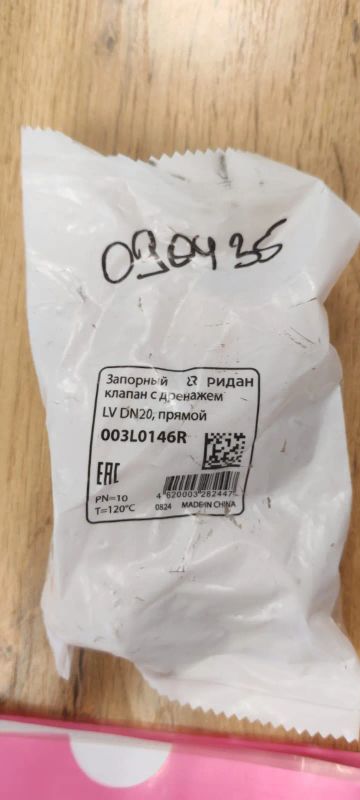 030436
Запорный ридан
клапан с дренажем
LV DN20, прямой
003L0146R
EAC
PN=10
T=120°C
4 620003 282447
0824 MADE IN CHINA